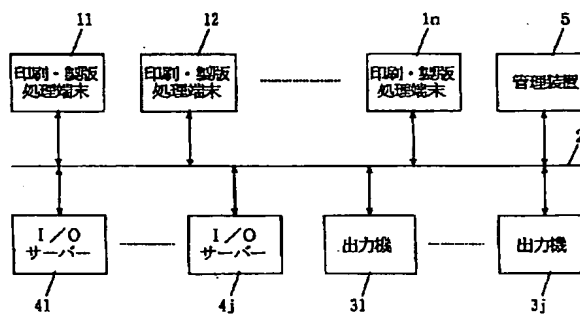 11
12
1n
5
印刷・製版
処理端末
印刷・製版
処理端末
印刷・製版
処理端末
管理装置
2
I/O
サーバー
I/O
サーバー
出力機
出力機
41
4j
31
3j